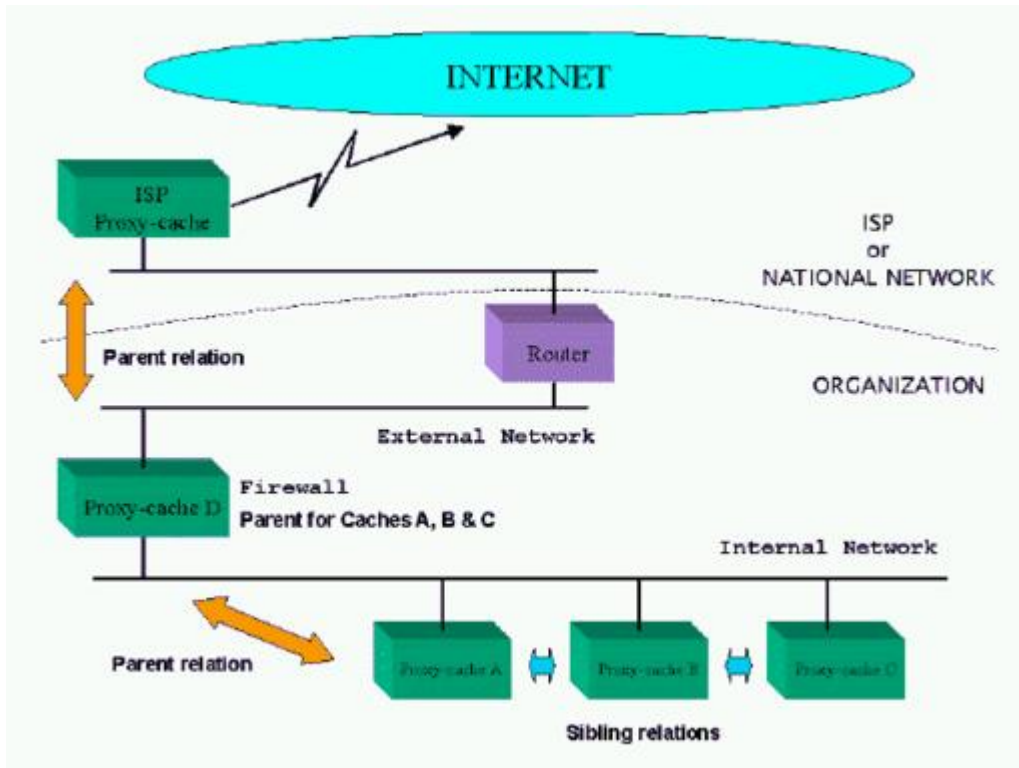 INTERNET
ISP
Proxy-cache
ISP
or
NATIONAL NETWORK
Parent relation
Router
ORGANIZATION
External Network
Proxy-cache D
Firewall
Parent for Caches A, B & C
Internal Network
Parent relation
Proxy-cache A
Proxy-cache B
Proxy-cache C
Sibling relations